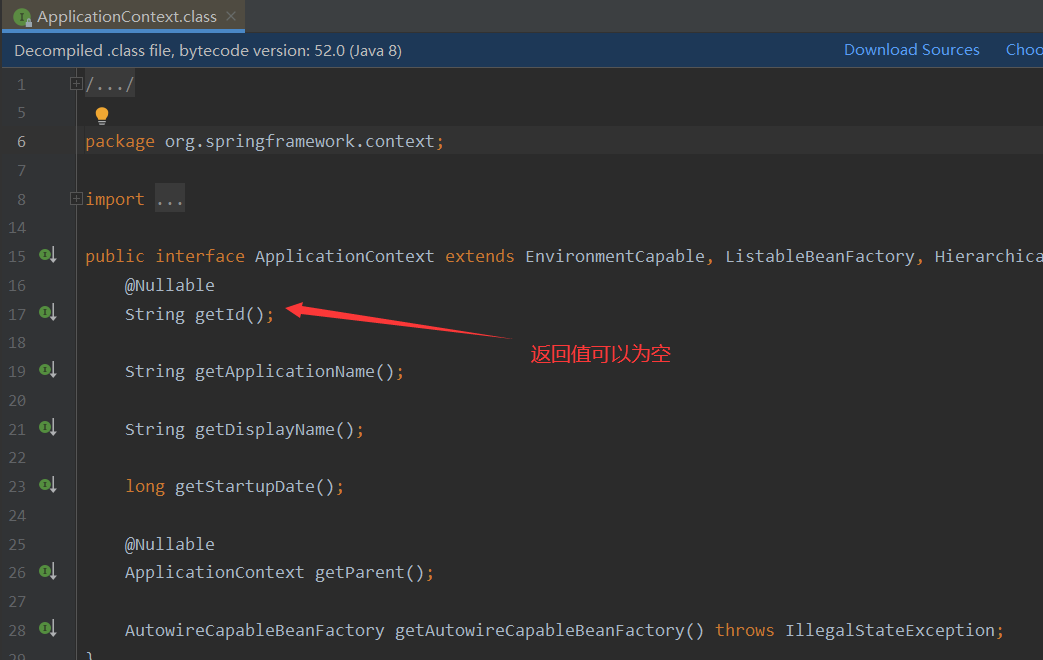 ApplicationContext.class
Decompiled .class file, bytecode version: 52.0 (Java 8) Download Sources Choo
1 /.../
5
6 package org.springframework.context;
7
8 import ...
14
15 public interface ApplicationContext extends EnvironmentCapable, ListableBeanFactory, Hierarchica
16 @Nullable
17 String getId();
18
返回值可以为空
19 String getApplicationName();
20
21 String getDisplayName();
22
23 long getStartupDate();
24
25 @Nullable
26 ApplicationContext getParent();
27
28 AutowireCapableBeanFactory getAutowireCapableBeanFactory() throws IllegalStateException;
29 }